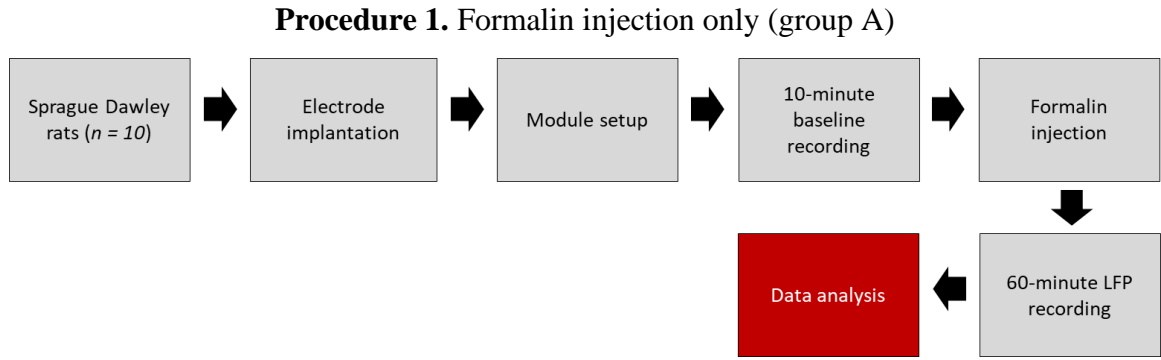 Procedure 1. Formalin injection only (group A)
Sprague Dawley
rats (n = 10)
Electrode
implantation
Module setup
10-minute
baseline
recording
Formalin
injection
60-minute LFP
recording
Data analysis